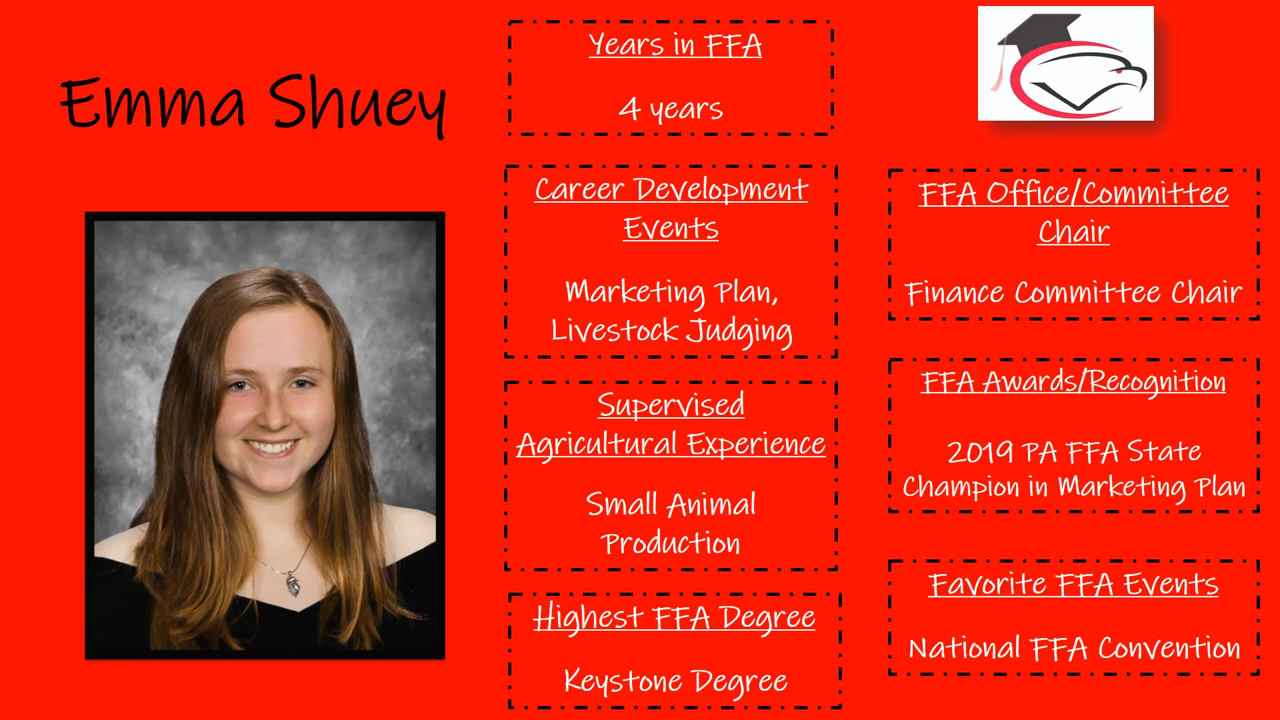 Emma Shuey
Years in FFA
4 years
Career Development
Events
Marketing Plan,
Livestock Judging
Supervised
Agricultural Experience
Small Animal
Production
Highest FFA Degree
Keystone Degree
FFA Office/Committee
Chair
Finance Committee Chair
FFA Awards/Recognition
2019 PA FFA State
Champion in Marketing Plan
Favorite FFA Events
National FFA Convention